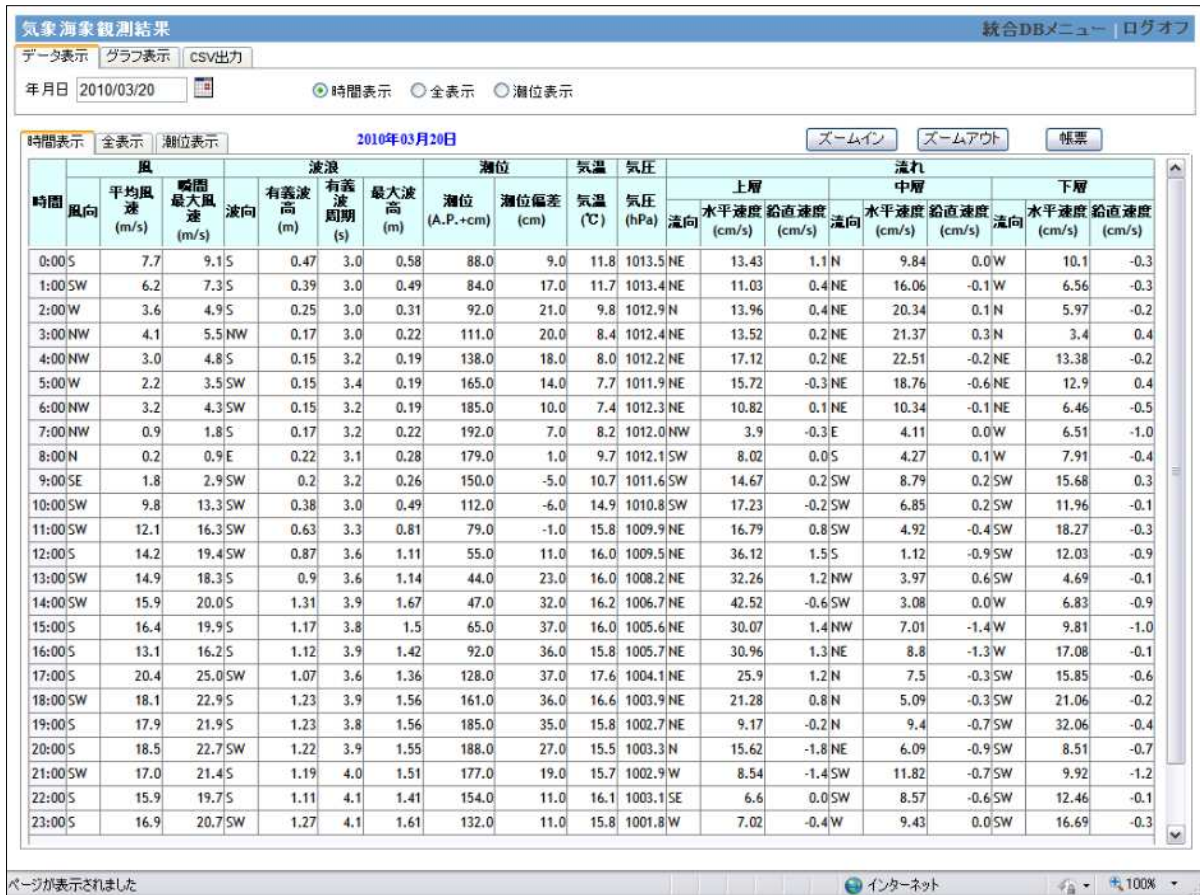 気象海象観測結果 統合DBメニュー | ログオフ
データ表示 グラフ表示 CSV出力
年月日 2010/03/20 時間表示 全表示 潮位表示
時間表示 全表示 潮位表示 2010年03月20日 ズームイン ズームアウト 帳票
時間 風 波浪 潮位 気温 気圧 流れ
上層 中層 下層
風向 平均風速 (m/s) 瞬間最大風速 (m/s) 波向 有義波高 (m) 有義波周期 (s) 最大波高 (m) 潮位 (A.P.+cm) 潮位偏差 (cm) 気温 (℃) 気圧 (hPa) 流向 水平速度 (cm/s) 鉛直速度 (cm/s) 流向 水平速度 (cm/s) 鉛直速度 (cm/s) 流向 水平速度 (cm/s) 鉛直速度 (cm/s)
0:00 S 7.7 9.1 S 0.47 3.0 0.58 88.0 9.0 11.8 1013.5 NE 13.43 1.1 N 9.84 0.0 W 10.1 -0.3
1:00 SW 6.2 7.3 S 0.39 3.0 0.49 84.0 17.0 11.7 1013.4 NE 11.03 0.4 NE 16.06 -0.1 W 6.56 -0.3
2:00 W 3.6 4.9 S 0.25 3.0 0.31 92.0 21.0 9.8 1012.9 N 13.96 0.4 NE 20.34 0.1 N 5.97 -0.2
3:00 NW 4.1 5.5 NW 0.17 3.0 0.22 111.0 20.0 8.4 1012.4 NE 13.52 0.2 NE 21.37 0.3 N 3.4 0.4
4:00 NW 3.0 4.8 S 0.15 3.2 0.19 138.0 18.0 8.0 1012.2 NE 17.12 0.2 NE 22.51 -0.2 NE 13.38 -0.2
5:00 W 2.2 3.5 SW 0.15 3.4 0.19 165.0 14.0 7.7 1011.9 NE 15.72 -0.3 NE 18.76 -0.6 NE 12.9 0.4
6:00 NW 3.2 4.3 SW 0.15 3.2 0.19 185.0 10.0 7.4 1012.3 NE 10.82 0.1 NE 10.34 -0.1 NE 6.46 -0.5
7:00 NW 0.9 1.8 S 0.17 3.2 0.22 192.0 7.0 8.2 1012.0 NW 3.9 -0.3 E 4.11 0.0 W 6.51 -1.0
8:00 N 0.2 0.9 E 0.22 3.1 0.28 179.0 1.0 9.7 1012.1 SW 8.02 0.0 S 4.27 0.1 W 7.91 -0.4
9:00 SE 1.8 2.9 SW 0.2 3.2 0.26 150.0 -5.0 10.7 1011.6 SW 14.67 0.2 SW 8.79 0.2 SW 15.68 0.3
10:00 SW 9.8 13.3 SW 0.38 3.0 0.49 112.0 -6.0 14.9 1010.8 SW 17.23 -0.2 SW 6.85 0.2 SW 11.96 -0.1
11:00 SW 12.1 16.3 SW 0.63 3.3 0.81 79.0 -1.0 15.8 1009.9 NE 16.79 0.8 SW 4.92 -0.4 SW 18.27 -0.3
12:00 S 14.2 19.4 SW 0.87 3.6 1.11 55.0 11.0 16.0 1009.5 NE 36.12 1.5 S 1.12 -0.9 SW 12.03 -0.9
13:00 SW 14.9 18.3 S 0.9 3.6 1.14 44.0 23.0 16.0 1008.2 NE 32.26 1.2 NW 3.97 0.6 SW 4.69 -0.1
14:00 SW 15.9 20.0 S 1.31 3.9 1.67 47.0 32.0 16.2 1006.7 NE 42.52 -0.6 SW 3.08 0.0 W 6.83 -0.9
15:00 S 16.4 19.9 S 1.17 3.8 1.5 65.0 37.0 16.0 1005.6 NE 30.07 1.4 NW 7.01 -1.4 W 9.81 -1.0
16:00 S 13.1 16.2 S 1.12 3.9 1.42 92.0 36.0 15.8 1005.7 NE 30.96 1.3 NE 8.8 -1.3 W 17.08 -0.1
17:00 S 20.4 25.0 SW 1.07 3.6 1.36 128.0 37.0 17.6 1004.1 NE 25.9 1.2 N 7.5 -0.3 SW 15.85 -0.6
18:00 SW 18.1 22.9 S 1.23 3.9 1.56 161.0 36.0 16.6 1003.9 NE 21.28 0.8 N 5.09 -0.3 SW 21.06 -0.2
19:00 S 17.9 21.9 S 1.23 3.8 1.56 185.0 35.0 15.8 1002.7 NE 9.17 -0.2 N 9.4 -0.7 SW 32.06 -0.4
20:00 S 18.5 22.7 SW 1.22 3.9 1.55 188.0 27.0 15.5 1003.3 N 15.62 -1.8 NE 6.09 -0.9 SW 8.51 -0.7
21:00 SW 17.0 21.4 S 1.19 4.0 1.51 177.0 19.0 15.7 1002.9 W 8.54 -1.4 SW 11.82 -0.7 SW 9.92 -1.2
22:00 S 15.9 19.7 S 1.11 4.1 1.41 154.0 11.0 16.1 1003.1 SE 6.6 0.0 SW 8.57 -0.6 SW 12.46 -0.1
23:00 S 16.9 20.7 SW 1.27 4.1 1.61 132.0 11.0 15.8 1001.8 W 7.02 -0.4 W 9.43 0.0 SW 16.69 -0.3
ページが表示されました インターネット 100%